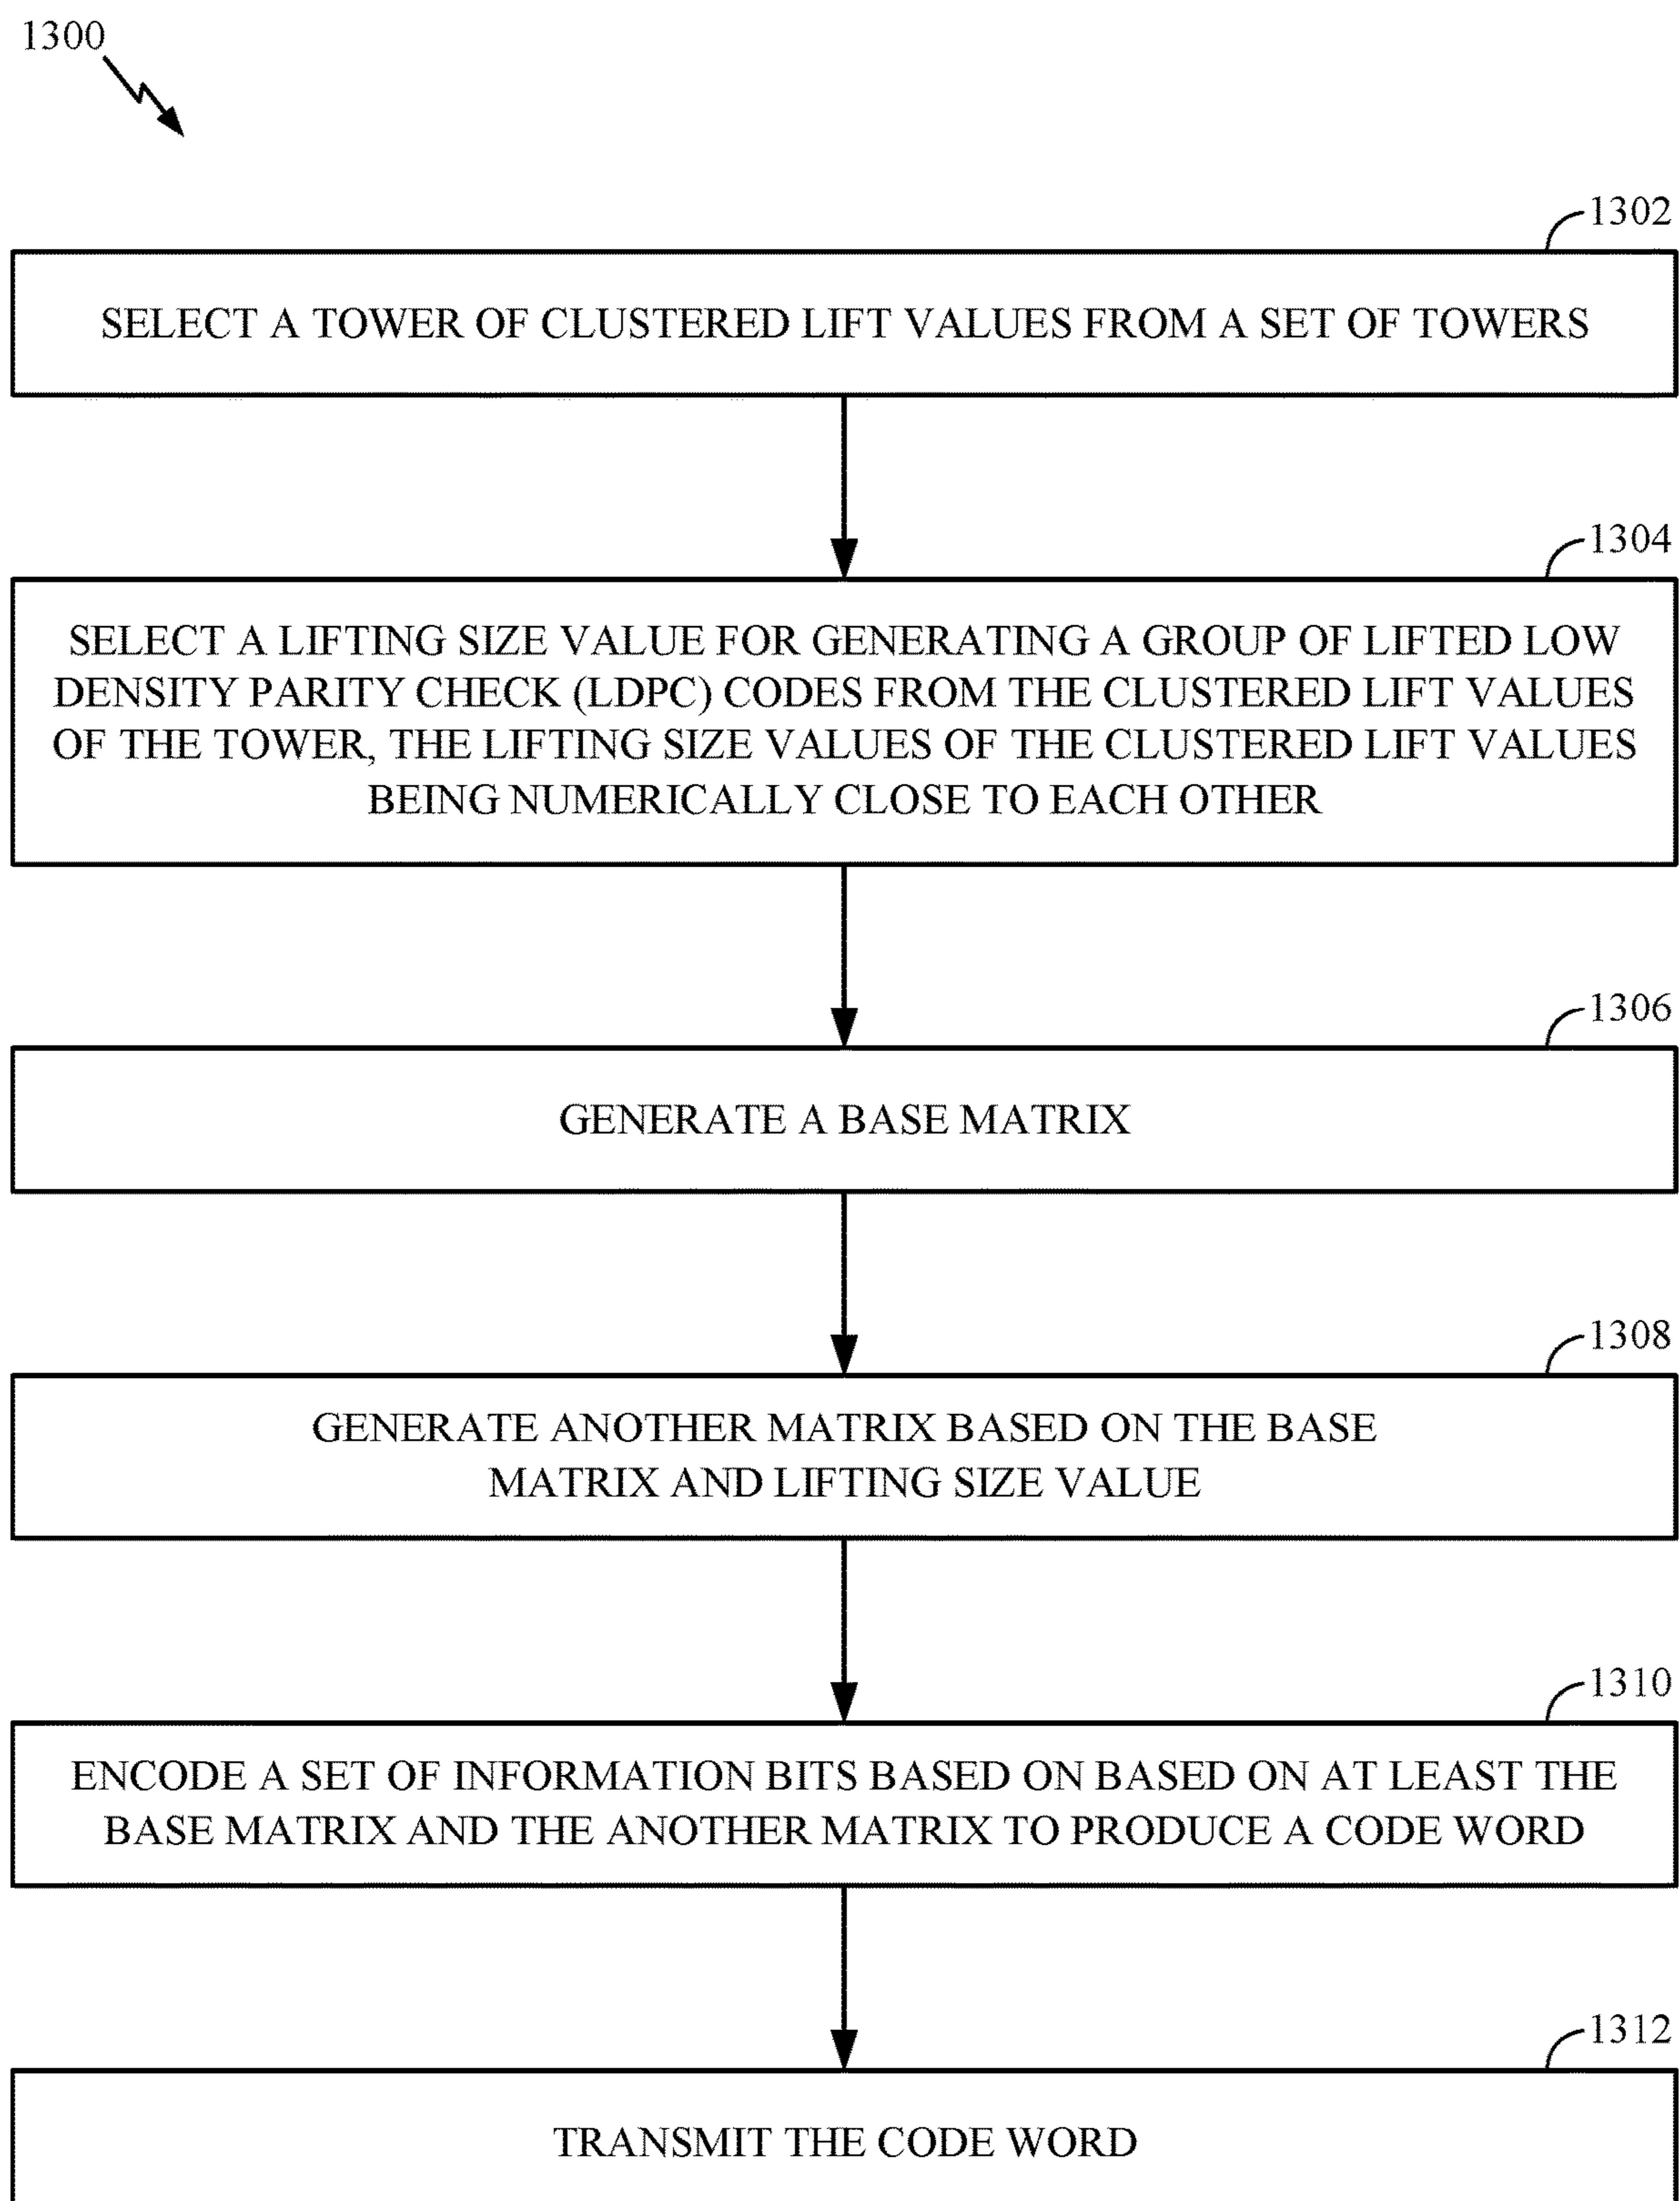 1300
1302
SELECT A TOWER OF CLUSTERED LIFT VALUES FROM A SET OF TOWERS
1304
SELECT A LIFTING SIZE VALUE FOR GENERATING A GROUP OF LIFTED LOW
DENSITY PARITY CHECK (LDPC) CODES FROM THE CLUSTERED LIFT VALUES
OF THE TOWER, THE LIFTING SIZE VALUES OF THE CLUSTERED LIFT VALUES
BEING NUMERICALLY CLOSE TO EACH OTHER
1306
GENERATE A BASE MATRIX
1308
GENERATE ANOTHER MATRIX BASED ON THE BASE
MATRIX AND LIFTING SIZE VALUE
1310
ENCODE A SET OF INFORMATION BITS BASED ON BASED ON AT LEAST THE
BASE MATRIX AND THE ANOTHER MATRIX TO PRODUCE A CODE WORD
1312
TRANSMIT THE CODE WORD